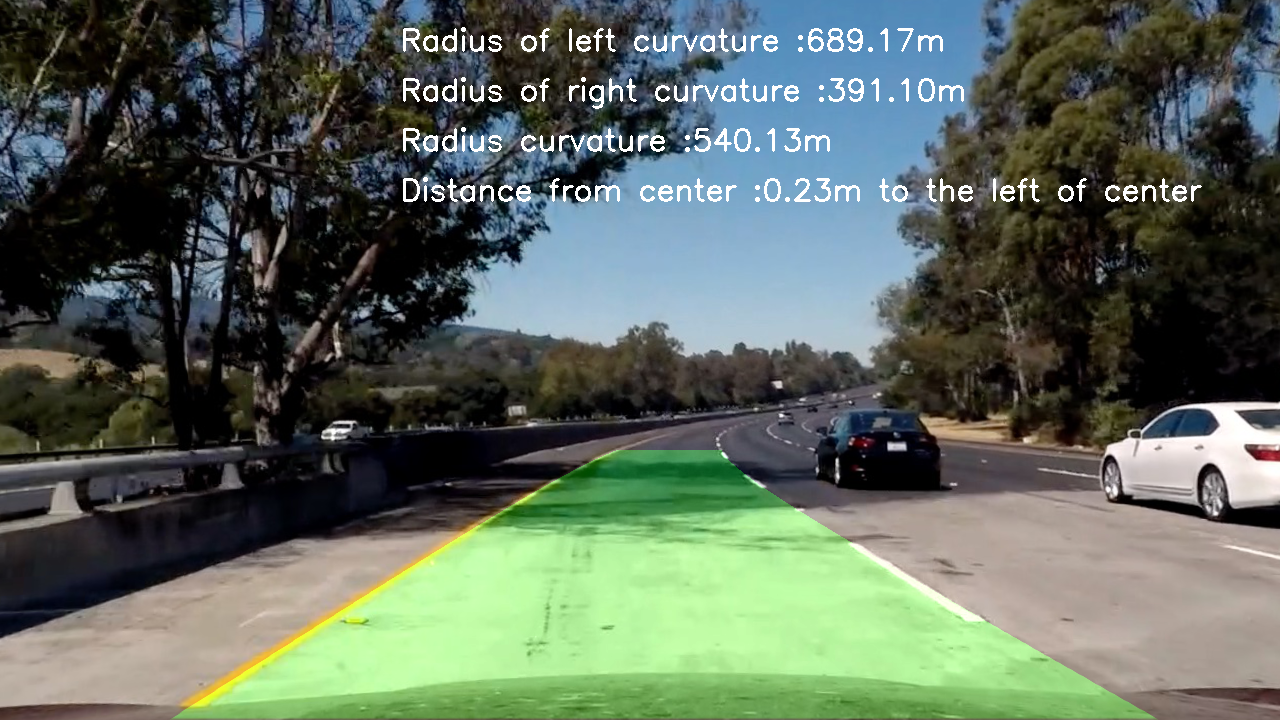 Radius of left curvature :689.17m
Radius of right curvature :391.10m
Radius curvature :540.13m
Distance from center :0.23m to the left of center